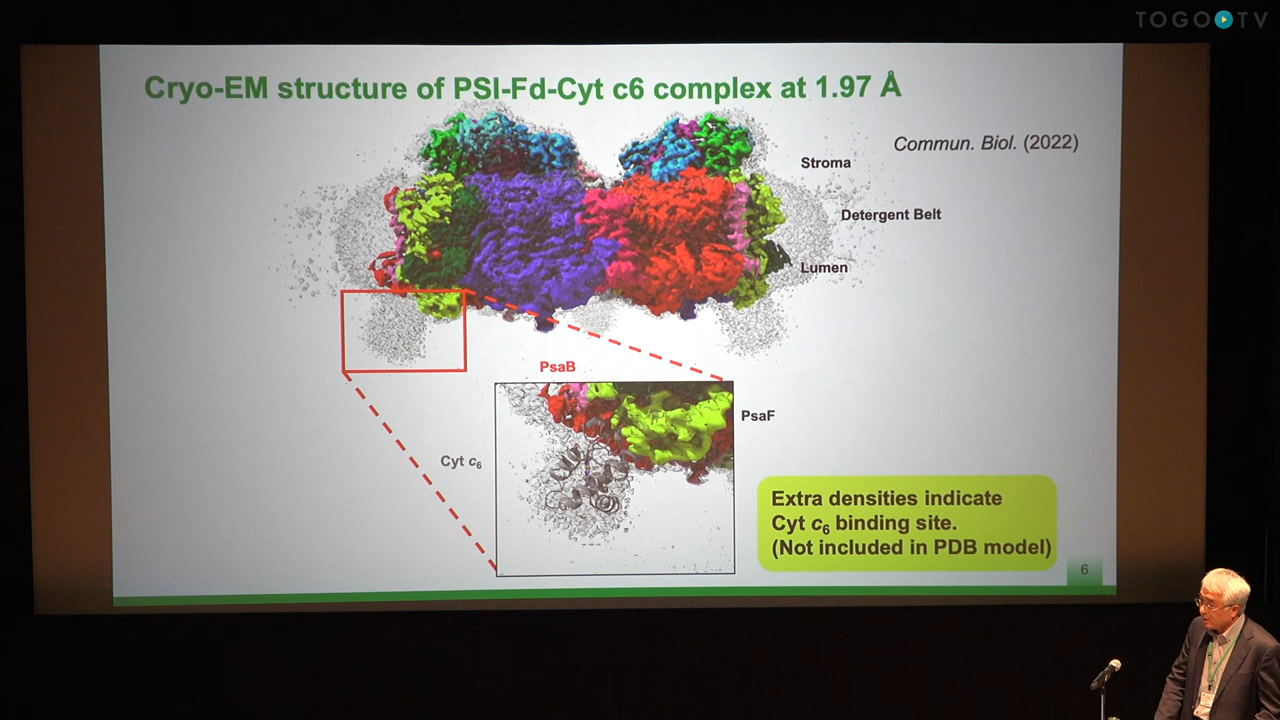 TOGO TV
Cryo-EM structure of PSI-Fd-Cyt c6 complex at 1.97 Å
Commun. Biol. (2022)
Stroma
Detergent Belt
Lumen
PsaB
PsaF
Cyt c₆
Extra densities indicate
Cyt c₆ binding site.
(Not included in PDB model)
6